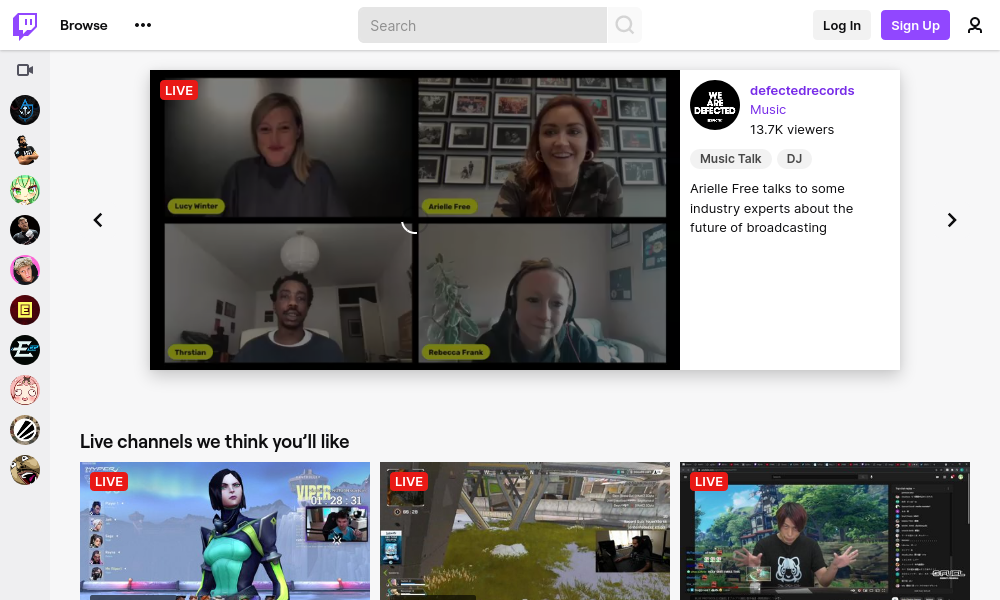 Browse
Search
Log In
Sign Up
LIVE
Lucy Winter
Arielle Free
Thrstian
Rebecca Frank
WE
ARE
DEFECTED
defectedrecords
Music
13.7K viewers
Music Talk
DJ
Arielle Free talks to some
industry experts about the
future of broadcasting
Live channels we think you’ll like
LIVE
VIPER
01:28:31
LIVE
LIVE
G FUEL